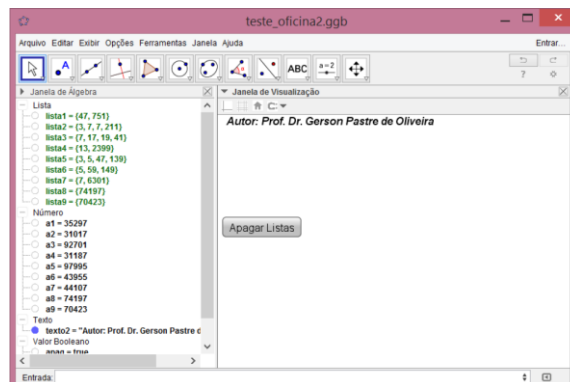 teste_oficina2.ggb
Arquivo Editar Exibir Opções Ferramentas Janela Ajuda
Entrar...
A
ABC
a=2
?
Janela de Álgebra
Janela de Visualização
Lista
lista1 = {47, 751}
lista2 = {3, 7, 7, 211}
lista3 = {7, 17, 19, 41}
lista4 = {13, 2399}
lista5 = {3, 5, 47, 139}
lista6 = {5, 59, 149}
lista7 = {7, 6301}
lista8 = {74197}
lista9 = {70423}
Número
a1 = 35297
a2 = 31017
a3 = 92701
a4 = 31187
a5 = 97995
a6 = 43955
a7 = 44107
a8 = 74197
a9 = 70423
Texto
texto2 = "Autor: Prof. Dr. Gerson Pastre d
Valor Booleano
apag = true
Autor: Prof. Dr. Gerson Pastre de Oliveira
Apagar Listas
Entrada: